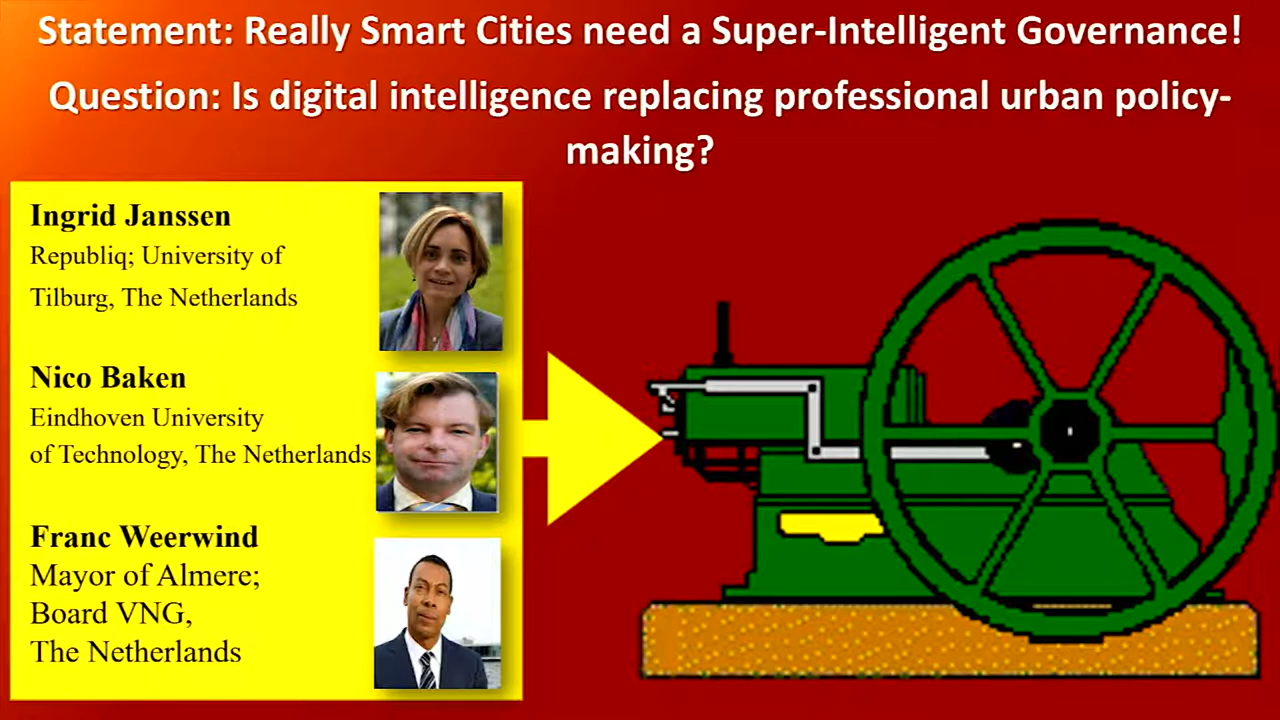 Statement: Really Smart Cities need a Super-Intelligent Governance!
Question: Is digital intelligence replacing professional urban policy-
making?
Ingrid Janssen
Republiq; University of
Tilburg, The Netherlands
Nico Baken
Eindhoven University
of Technology, The Netherlands
Franc Weerwind
Mayor of Almere;
Board VNG,
The Netherlands